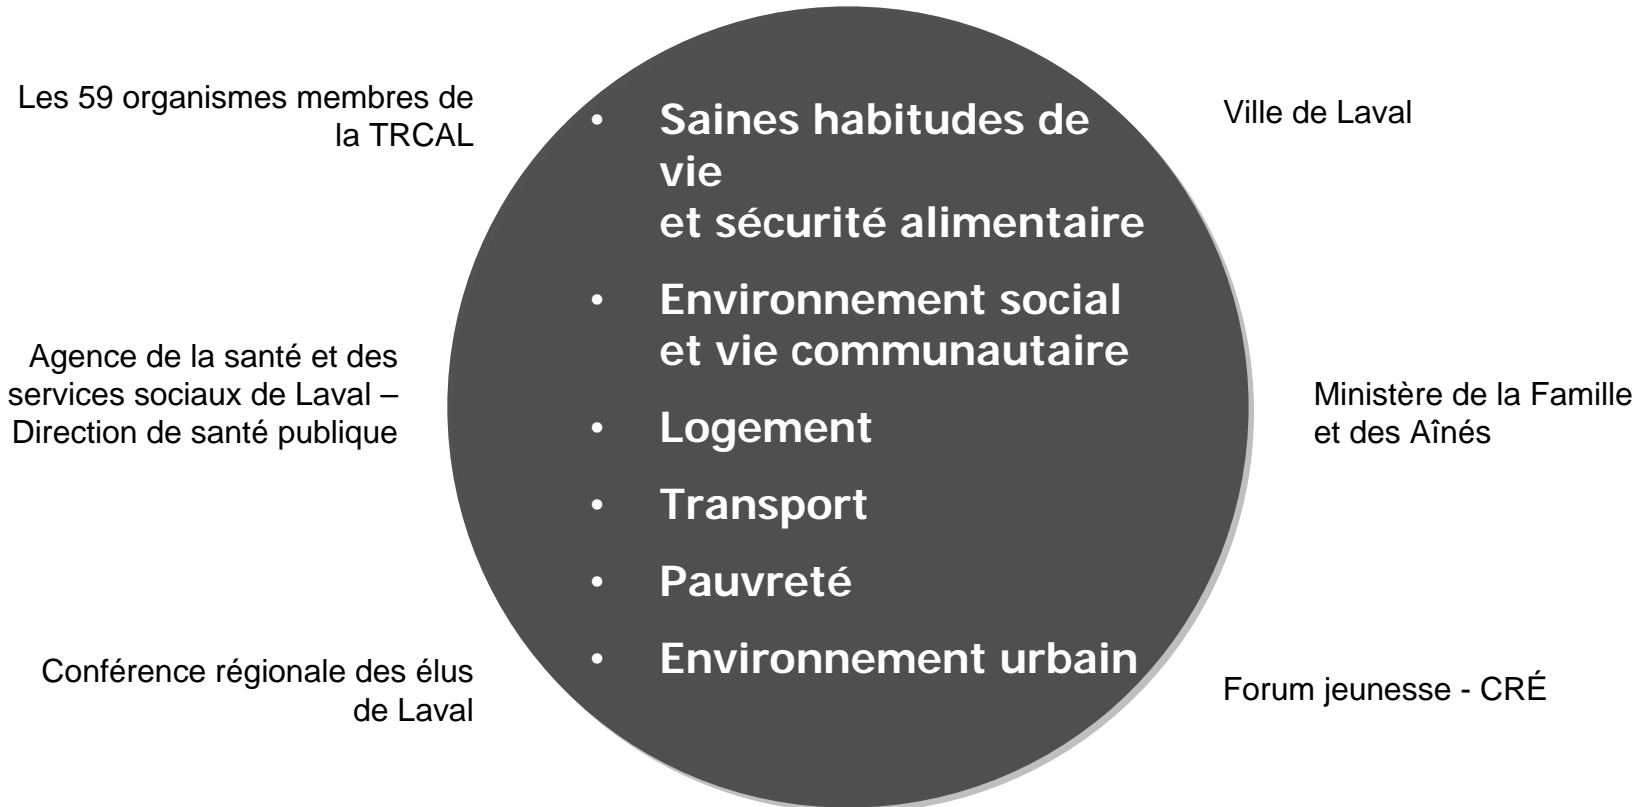 Les 59 organismes membres de
la TRCAL
Agence de la santé et des
services sociaux de Laval –
Direction de santé publique
Conférence régionale des élus
de Laval
• Saines habitudes de
vie
et sécurité alimentaire
• Environnement social
et vie communautaire
• Logement
• Transport
• Pauvreté
• Environnement urbain
Ville de Laval
Ministère de la Famille
et des Aînés
Forum jeunesse - CRÉ